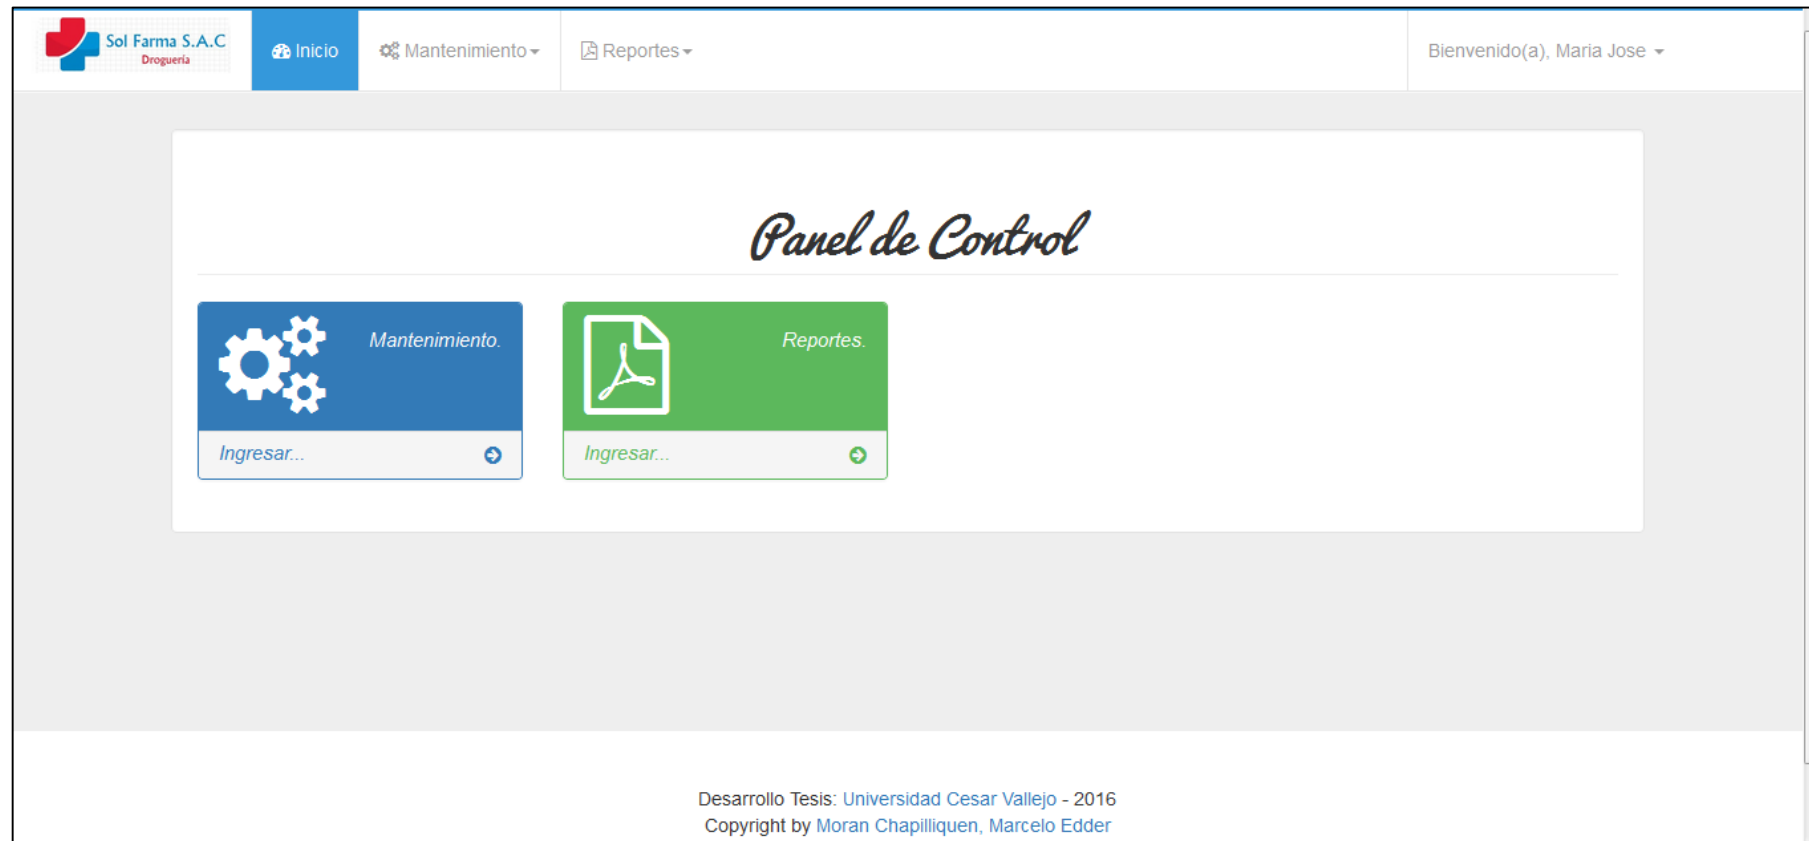 Sol Farma S.A.C
Droguería
Inicio
Mantenimiento
Reportes
Bienvenido(a), Maria Jose
Panel de Control
Mantenimiento.
Reportes.
Ingresar...
Ingresar...
Desarrollo Tesis: Universidad Cesar Vallejo - 2016
Copyright by Moran Chapilliquen, Marcelo Edder